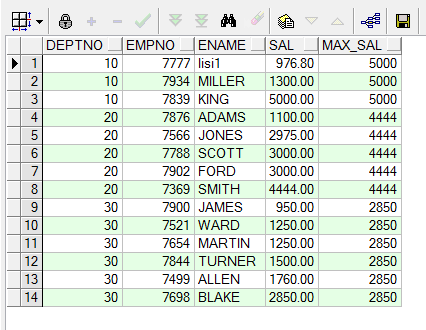 DEPTNO EMPNO ENAME SAL MAX_SAL
1 10 7777 lisi1 976.80 5000
2 10 7934 MILLER 1300.00 5000
3 10 7839 KING 5000.00 5000
4 20 7876 ADAMS 1100.00 4444
5 20 7566 JONES 2975.00 4444
6 20 7788 SCOTT 3000.00 4444
7 20 7902 FORD 3000.00 4444
8 20 7369 SMITH 4444.00 4444
9 30 7900 JAMES 950.00 2850
10 30 7521 WARD 1250.00 2850
11 30 7654 MARTIN 1250.00 2850
12 30 7844 TURNER 1500.00 2850
13 30 7499 ALLEN 1760.00 2850
14 30 7698 BLAKE 2850.00 2850